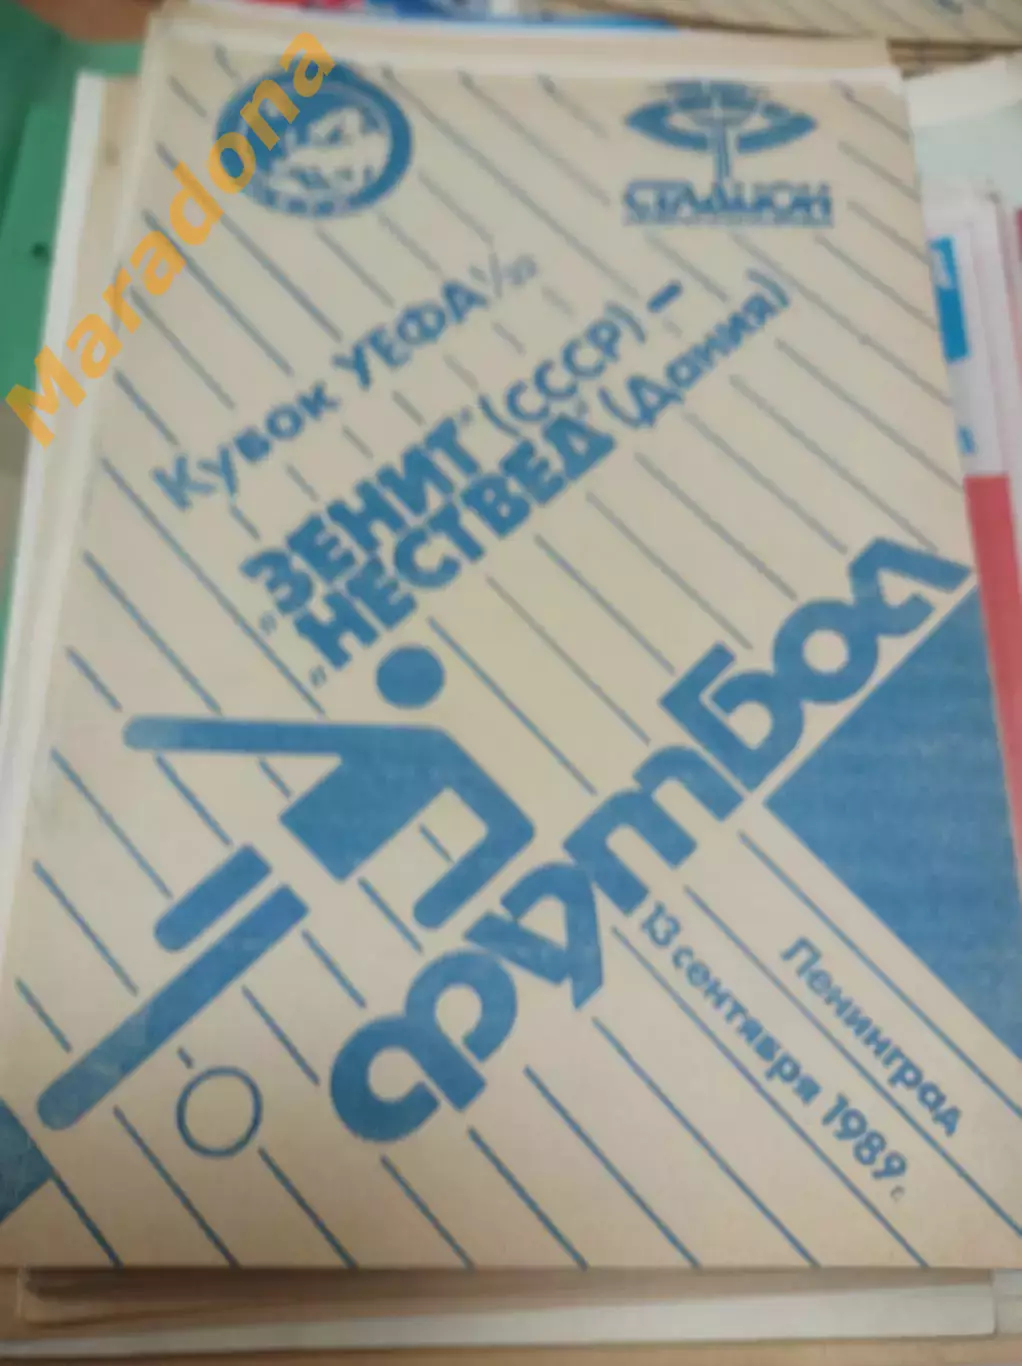 Maradona
СТАДИОН
Кубок УЕФА 1/32
„ЗЕНИТ" (СССР) —
„НЕСТВЕД" (Дания)
футбол
Ленинград
13 сентября 1989 г.